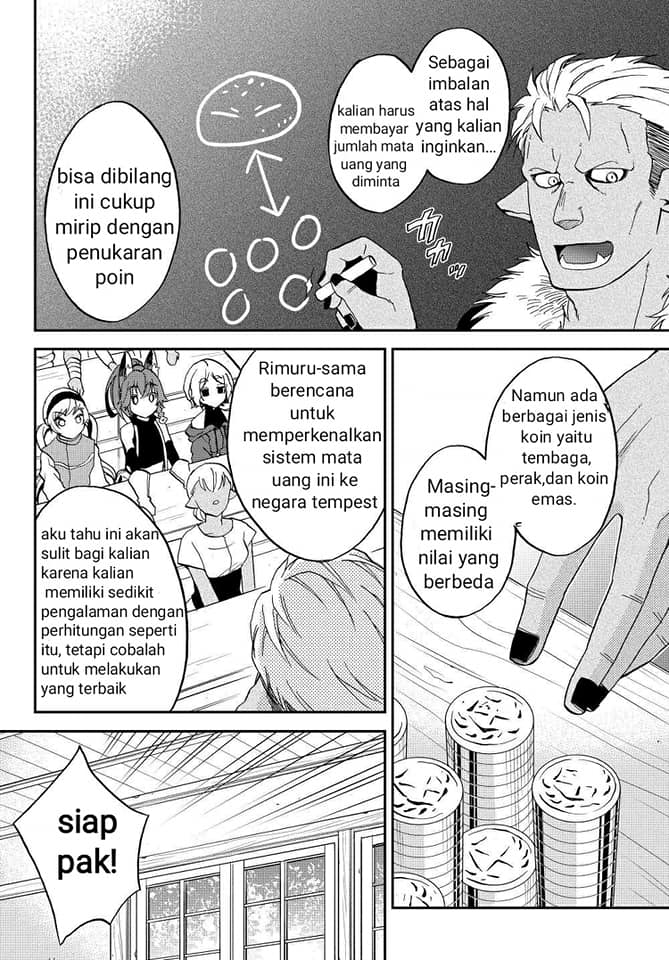 Sebagai
imbalan
atas hal
yang kalian
inginkan...
kalian harus
membayar
jumlah mata
uang yang
diminta
bisa dibilang
ini cukup
mirip dengan
penukaran
poin
Namun ada
berbagai jenis
koin yaitu
tembaga,
perak,dan koin
emas.
Masing-
masing
memiliki
nilai yang
berbeda
Rimuru-sama
berencana
untuk
memperkenalkan
sistem mata
uang ini ke
negara tempest
aku tahu ini akan
sulit bagi kalian
karena kalian
memiliki sedikit
pengalaman dengan
perhitungan seperti
itu, tetapi cobalah
untuk melakukan
yang terbaik
siap
pak!